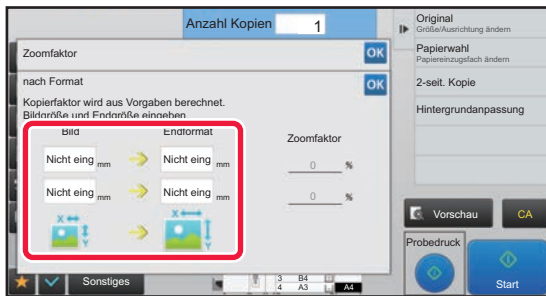 Anzahl Kopien 1
Original
Größe/Ausrichtung ändern
Papierwahl
Papiereinzugsfach ändern
2-seit. Kopie
Hintergrundanpassung
Zoomfaktor OK
nach Format OK
Kopierfaktor wird aus Vorgaben berechnet.
Bildgröße und Endgröße eingeben
Bild Endformat Zoomfaktor
Nicht eing mm Nicht eing mm 0 %
Nicht eing mm Nicht eing mm 0 %
X X
Y Y
Vorschau CA
Probedruck
Start
Sonstiges
3 B4
4 A3 A4